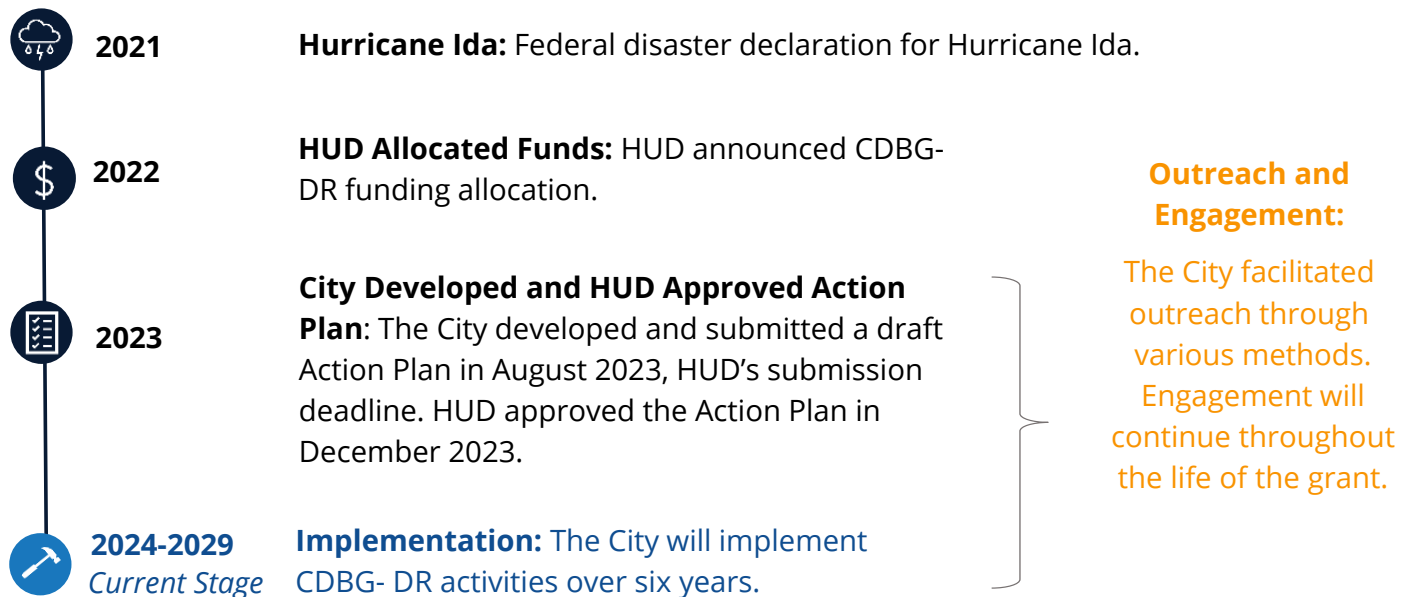 2021
Hurricane Ida: Federal disaster declaration for Hurricane Ida.
2022
HUD Allocated Funds: HUD announced CDBG-
DR funding allocation.
2023
City Developed and HUD Approved Action
Plan: The City developed and submitted a draft
Action Plan in August 2023, HUD’s submission
deadline. HUD approved the Action Plan in
December 2023.
2024-2029
Current Stage
Implementation: The City will implement
CDBG- DR activities over six years.
Outreach and
Engagement:
The City facilitated
outreach through
various methods.
Engagement will
continue throughout
the life of the grant.